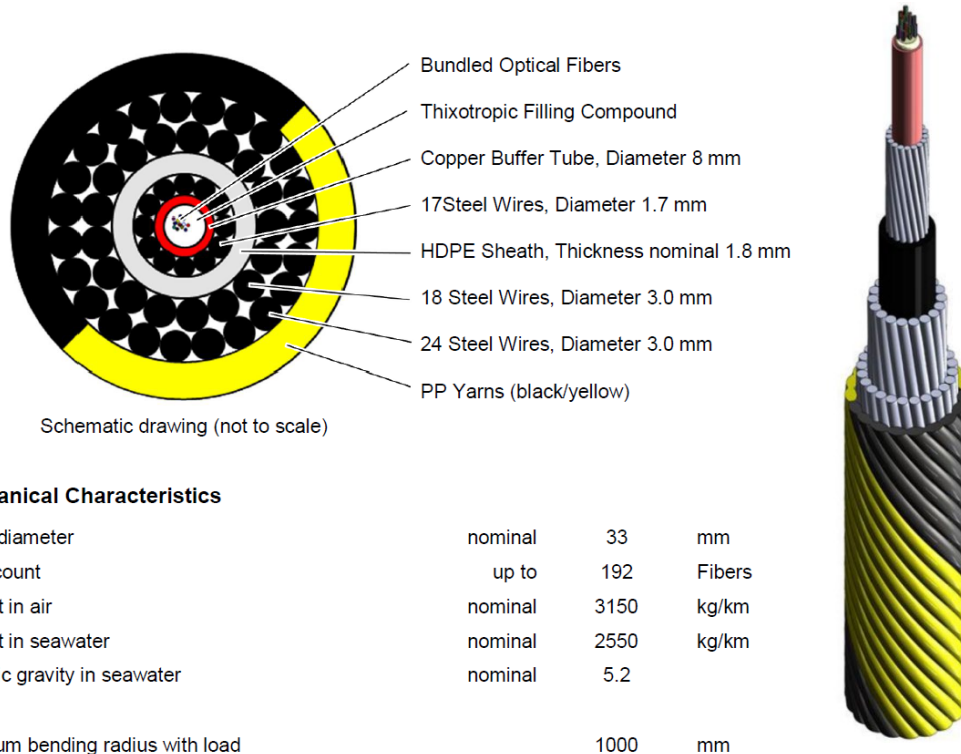 Bundled Optical Fibers
Thixotropic Filling Compound
Copper Buffer Tube, Diameter 8 mm
17Steel Wires, Diameter 1.7 mm
HDPE Sheath, Thickness nominal 1.8 mm
18 Steel Wires, Diameter 3.0 mm
24 Steel Wires, Diameter 3.0 mm
PP Yarns (black/yellow)
Schematic drawing (not to scale)
anical Characteristics
diameter nominal 33 mm
count up to 192 Fibers
t in air nominal 3150 kg/km
t in seawater nominal 2550 kg/km
c gravity in seawater nominal 5.2
um bending radius with load 1000 mm